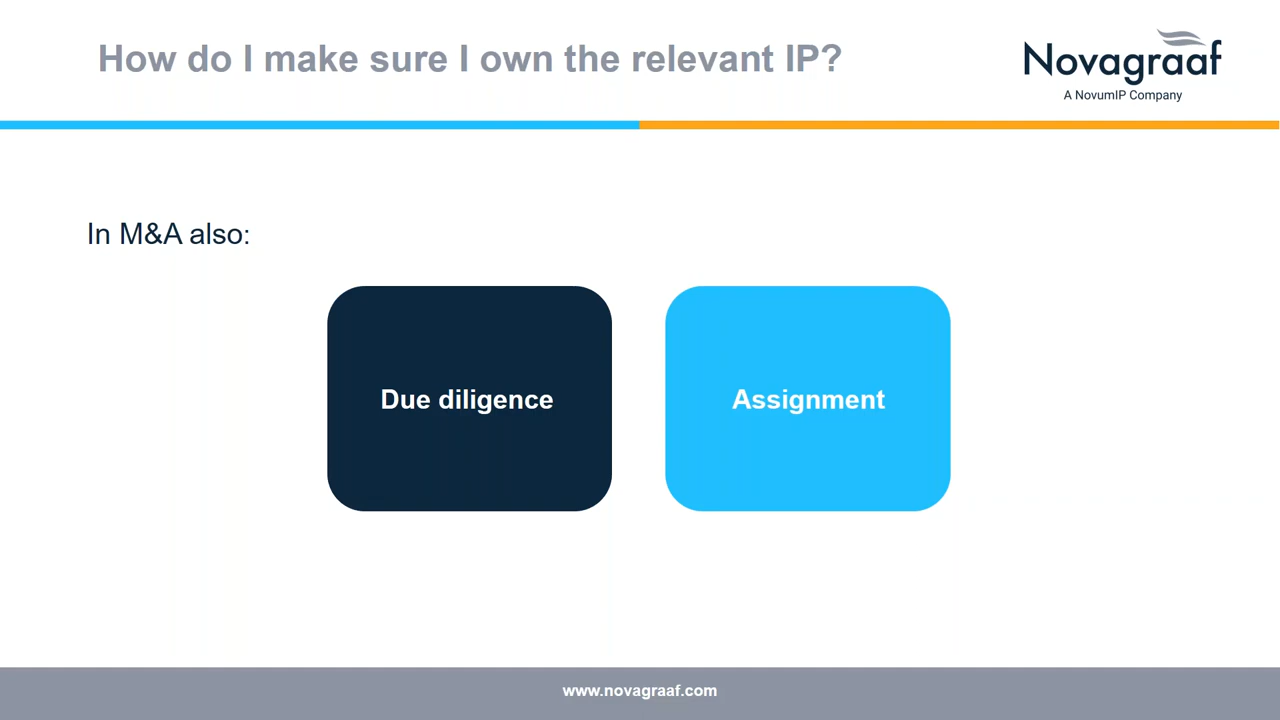 How do I make sure I own the relevant IP?
Novagraaf
A NovumIP Company
In M&A also:
Due diligence
Assignment
www.novagraaf.com